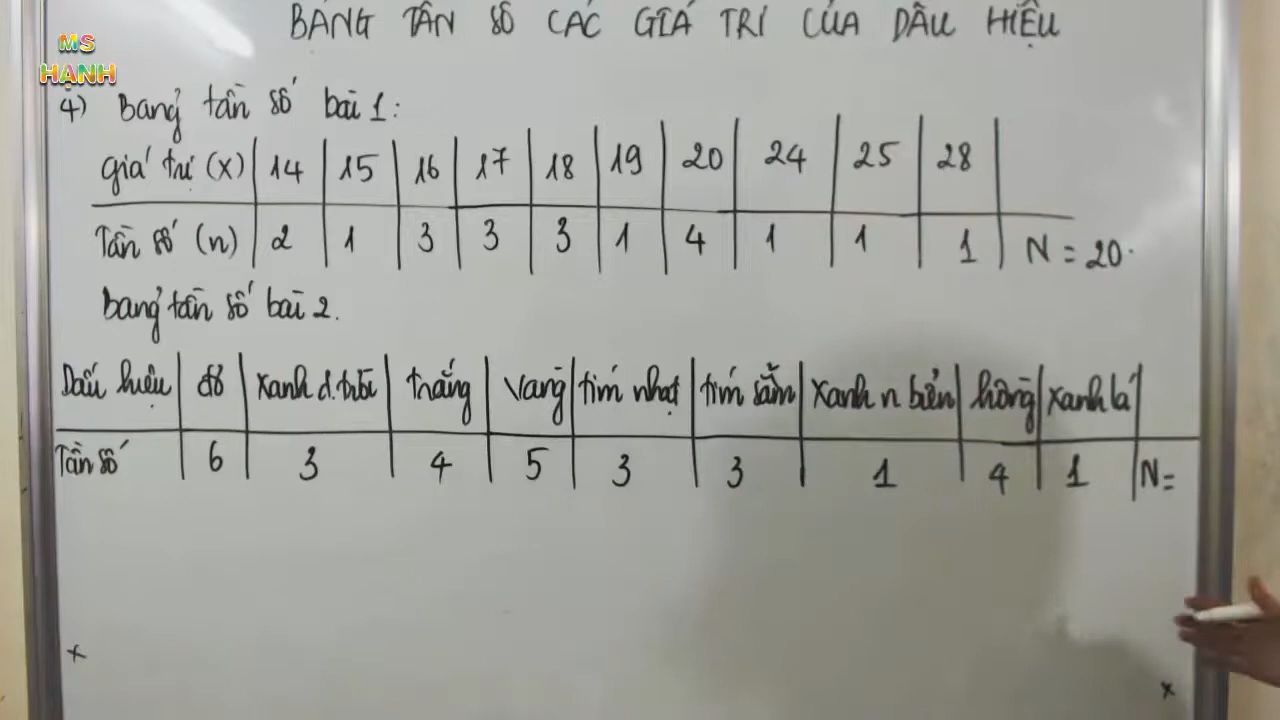 BẢNG TẦN SỐ CÁC GIÁ TRỊ CỦA DẤU HIỆU
MS
HẠNH
4) Bảng tần số bài 1:
giá trị (x) 14 15 16 17 18 19 20 24 25 28
Tần số (n) 2 1 3 3 3 1 4 1 1 1 N = 20.
bảng tần số bài 2.
Dấu hiệu đỏ xanh d.trời trắng vàng tím nhạt tím sẫm xanh n biển hồng xanh lá
Tần số 6 3 4 5 3 3 1 4 1 N=